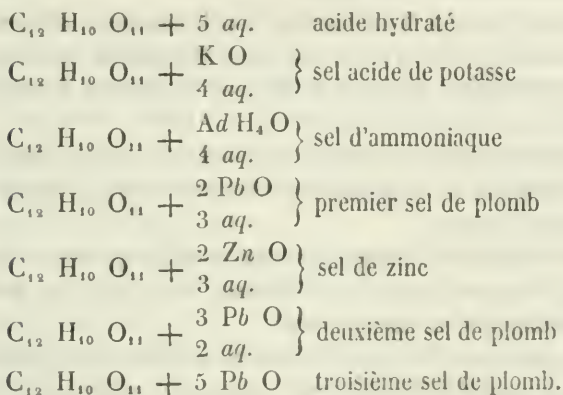 C₁₂ H₁₀ O₁₁ + 5 aq. acide hydraté
C₁₂ H₁₀ O₁₁ + K O
4 aq. } sel acide de potasse
C₁₂ H₁₀ O₁₁ + Ad H₄ O
4 aq. } sel d'ammoniaque
C₁₂ H₁₀ O₁₁ + 2 Pb O
3 aq. } premier sel de plomb
C₁₂ H₁₀ O₁₁ + 2 Zn O
3 aq. } sel de zinc
C₁₂ H₁₀ O₁₁ + 3 Pb O
2 aq. } deuxième sel de plomb
C₁₂ H₁₀ O₁₁ + 5 Pb O troisième sel de plomb.